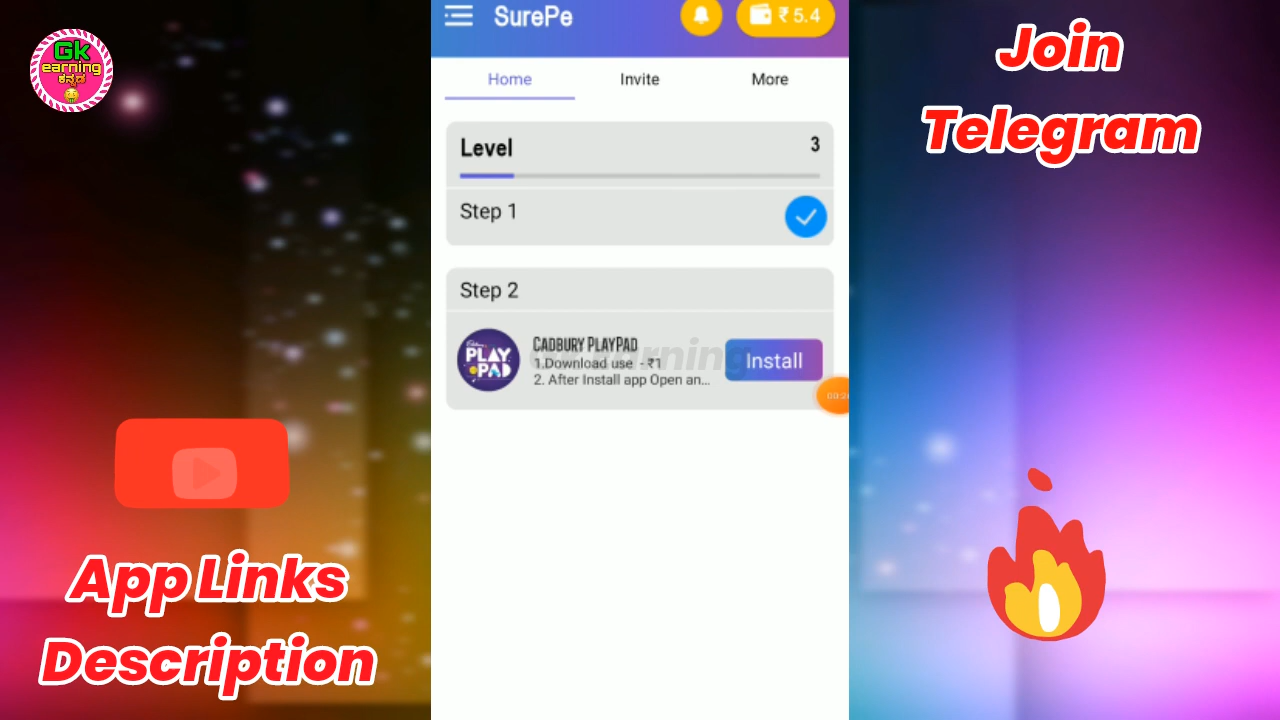 Gk
earning
ಕನ್ನಡ
App Links
Description
SurePe
₹ 5.4
Home
Invite
More
Level
3
Step 1
Step 2
PLAY
PAD
CADBURY PLAYPAD
1.Download use - ₹1
2. After Install app Open an...
Install
Join
Telegram